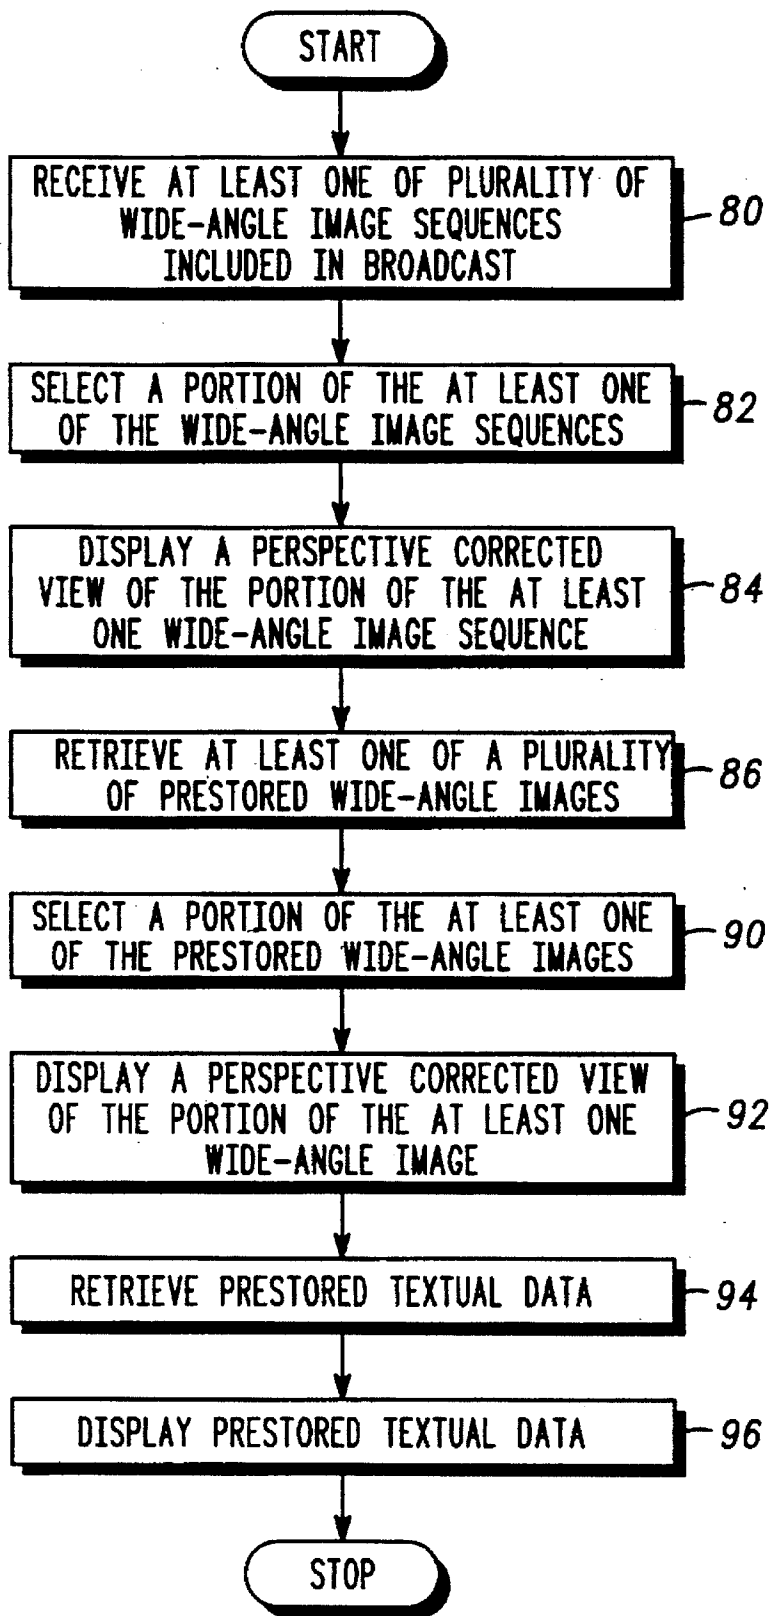 START
RECEIVE AT LEAST ONE OF PLURALITY OF
WIDE-ANGLE IMAGE SEQUENCES
INCLUDED IN BROADCAST
80
SELECT A PORTION OF THE AT LEAST ONE
OF THE WIDE-ANGLE IMAGE SEQUENCES
82
DISPLAY A PERSPECTIVE CORRECTED
VIEW OF THE PORTION OF THE AT LEAST
ONE WIDE-ANGLE IMAGE SEQUENCE
84
RETRIEVE AT LEAST ONE OF A PLURALITY
OF PRESTORED WIDE-ANGLE IMAGES
86
SELECT A PORTION OF THE AT LEAST ONE
OF THE PRESTORED WIDE-ANGLE IMAGES
90
DISPLAY A PERSPECTIVE CORRECTED VIEW
OF THE PORTION OF THE AT LEAST ONE
WIDE-ANGLE IMAGE
92
RETRIEVE PRESTORED TEXTUAL DATA
94
DISPLAY PRESTORED TEXTUAL DATA
96
STOP